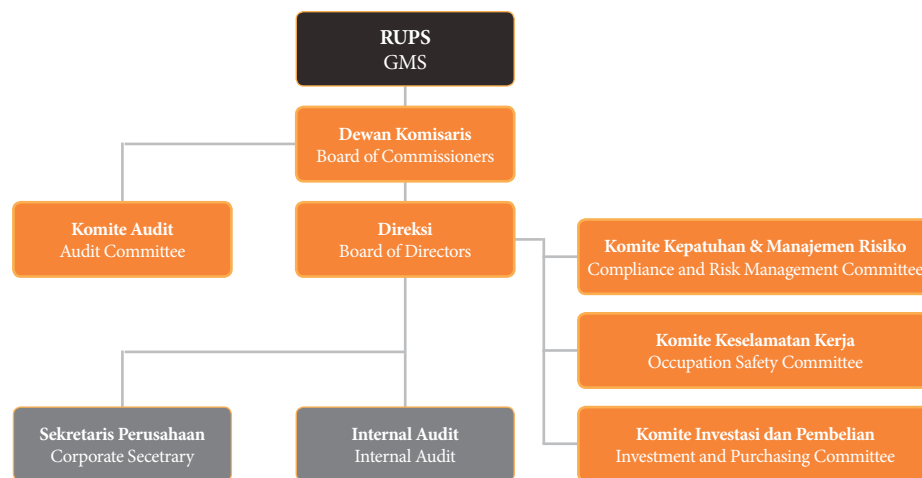 RUPS
GMS
Dewan Komisaris
Board of Commissioners
Komite Audit
Audit Committee
Direksi
Board of Directors
Komite Kepatuhan & Manajemen Risiko
Compliance and Risk Management Committee
Komite Keselamatan Kerja
Occupation Safety Committee
Sekretaris Perusahaan
Corporate Secetrary
Internal Audit
Internal Audit
Komite Investasi dan Pembelian
Investment and Purchasing Committee